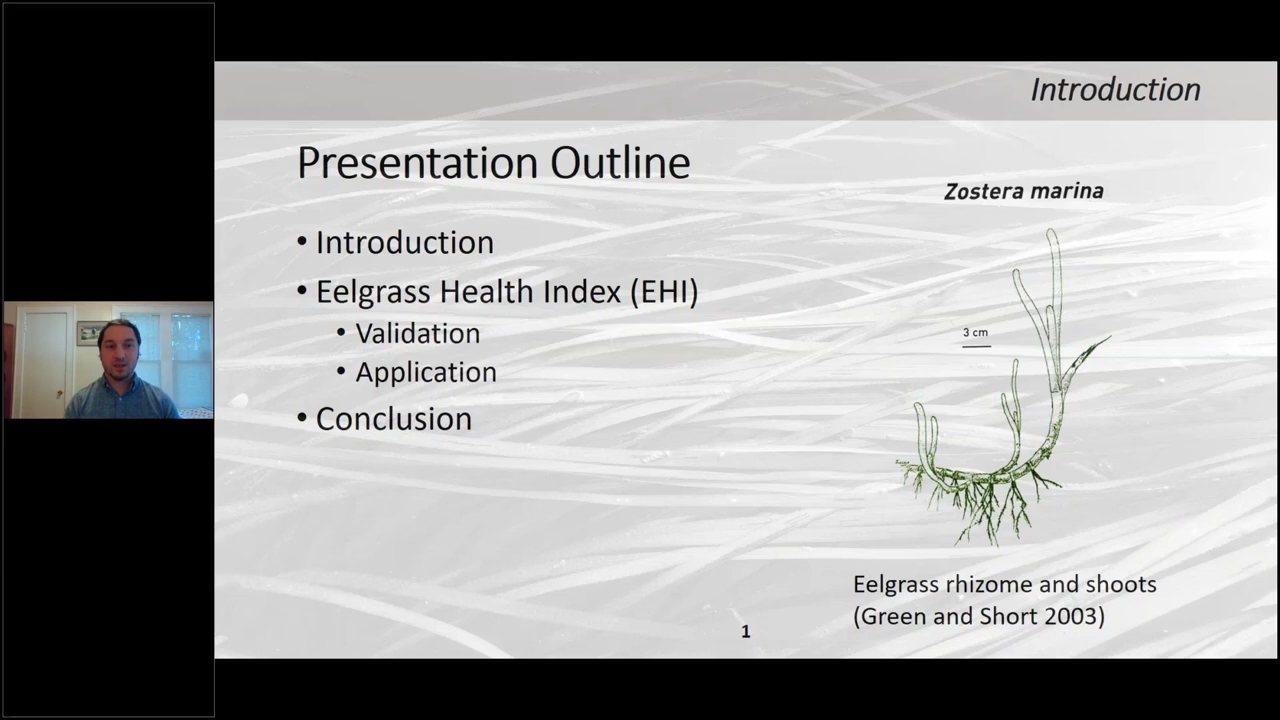 Introduction
Presentation Outline
• Introduction
• Eelgrass Health Index (EHI)
• Validation
• Application
• Conclusion
Zostera marina
3 cm
Eelgrass rhizome and shoots
(Green and Short 2003)
1